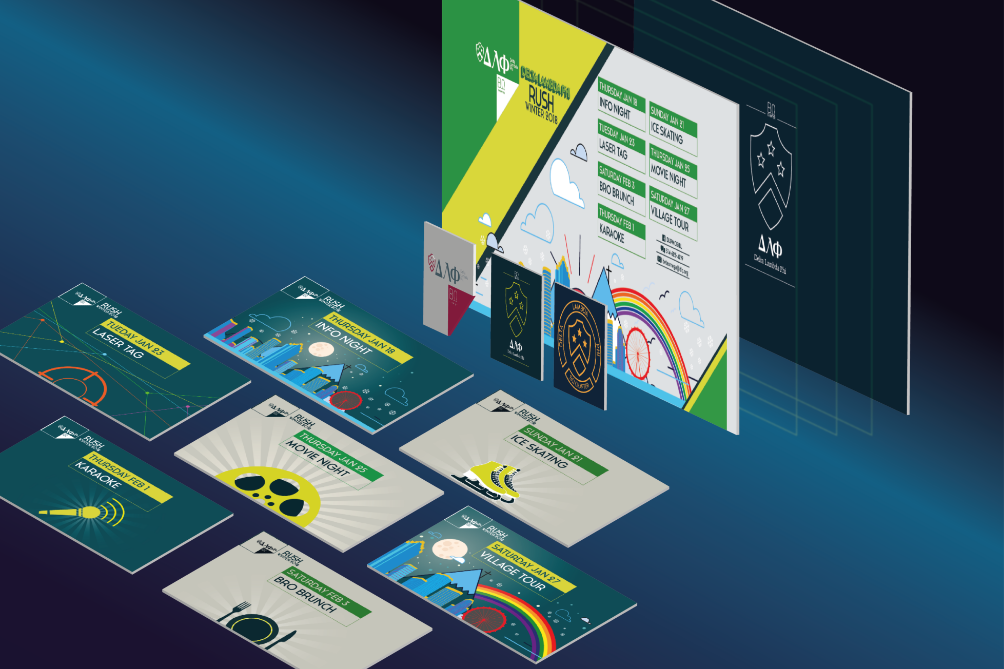 ΔΛΦ
DELTA LAMBDA PHI
RUSH
WINTER 2018
THURSDAY JAN 18
INFO NIGHT
SUNDAY JAN 21
ICE SKATING
TUESDAY JAN 23
LASER TAG
THURSDAY JAN 25
MOVIE NIGHT
SATURDAY FEB 3
BRO BRUNCH
SATURDAY JAN 27
VILLAGE TOUR
THURSDAY FEB 1
KARAOKE
ΔΛΦ
Delta Lambda Phi
ΔΛΦ
ΔΛΦ
RUSH
TUEDAY JAN 23
LASER TAG
RUSH
THURSDAY JAN 18
INFO NIGHT
RUSH
THURSDAY FEB 1
KARAOKE
RUSH
THURSDAY JAN 25
MOVIE NIGHT
RUSH
SUNDAY JAN 21
ICE SKATING
RUSH
SATURDAY FEB 3
BRO BRUNCH
RUSH
SATURDAY JAN 27
VILLAGE TOUR